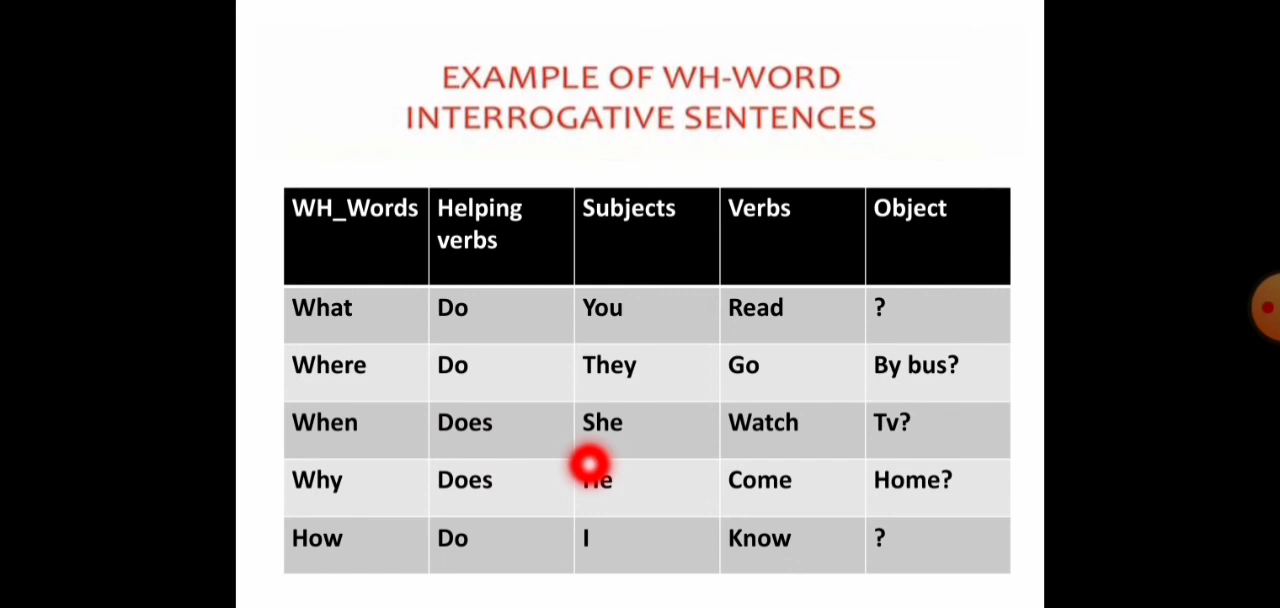 EXAMPLE OF WH-WORD
INTERROGATIVE SENTENCES
WH_Words Helping verbs Subjects Verbs Object
What Do You Read ?
Where Do They Go By bus?
When Does She Watch Tv?
Why Does He Come Home?
How Do I Know ?